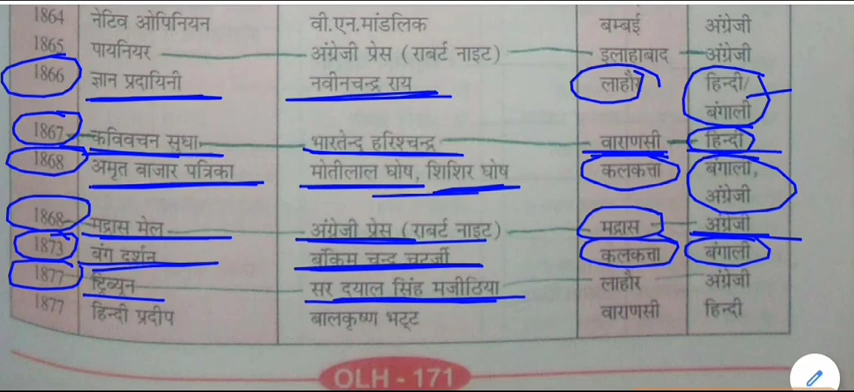 1864 नेटिव ओपिनियन वी.एन.मांडलिक बम्बई अंग्रेजी
1865 पायनियर अंग्रेजी प्रेस (राबर्ट नाइट) इलाहाबाद अंग्रेजी
1866 ज्ञान प्रदायिनी नवीनचन्द्र राय लाहौर हिन्दी/
बंगाली
1867 कविवचन सुधा भारतेन्दु हरिश्चन्द्र वाराणसी हिन्दी
1868 अमृत बाजार पत्रिका मोतीलाल घोष, शिशिर घोष कलकत्ता बंगाली,
अंग्रेजी
1868 मद्रास मेल अंग्रेजी प्रेस (राबर्ट नाइट) मद्रास अंग्रेजी
1873 बंग दर्शन बंकिम चन्द्र चटर्जी कलकत्ता बंगाली
1877 ट्रिब्यून सर दयाल सिंह मजीठिया लाहौर अंग्रेजी
1877 हिन्दी प्रदीप बालकृष्ण भट्ट वाराणसी हिन्दी
OLH - 171